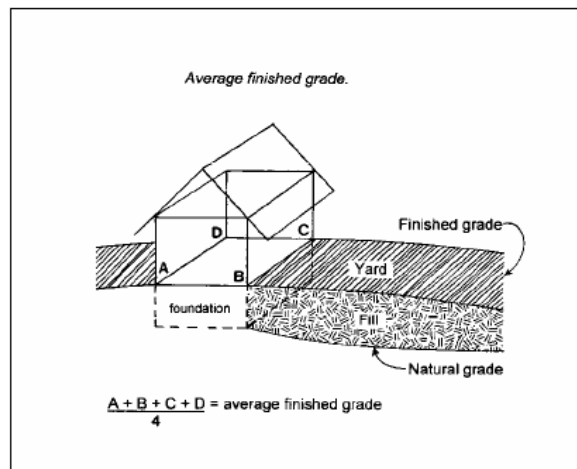 Average finished grade.
Finished grade
D
C
A
B
Yard
foundation
Fill
Natural grade
A + B + C + D = average finished grade
4